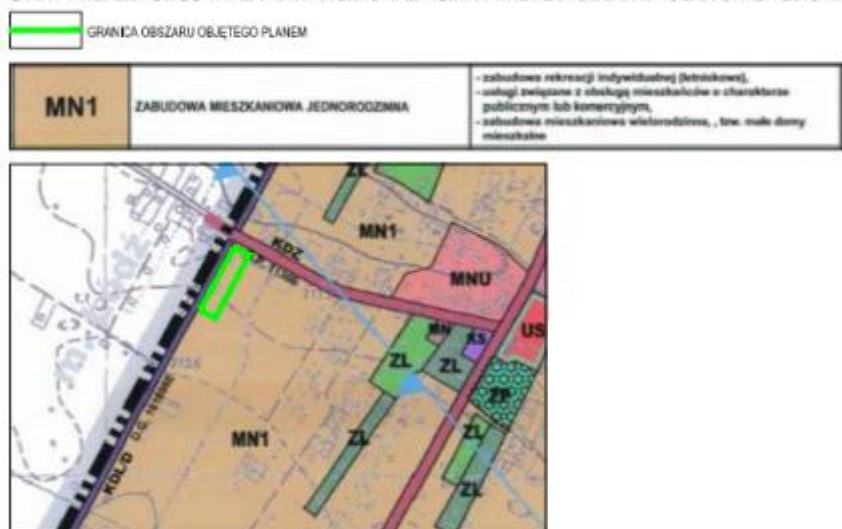 GRANICA OBSZARU OBJĘTEGO PLANEM
MN1
ZABUDOWA MIESZKANIOWA JEDNORODZINNA
- zabudowa rekreacji indywidualnej (letniskowa),
- usługi związane z obsługą mieszkańców o charakterze
publicznym lub komercyjnym,
- zabudowa mieszkaniowa wielorodzinna, , tzw. małe domy
mieszkalne
ZL
MN1
KDZ
MNU
m. Łódź
MN
KS
US
ZL
ZL
ZP
MN1
ZL
ZL
ZL
KDL/D